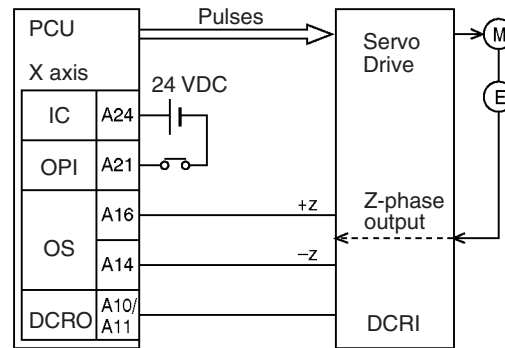 PCU
Pulses
Servo
Drive
M
X axis
24 VDC
IC
A24
E
OPI
A21
OS
A16
+z
Z-phase
output
A14
−z
DCRO
A10/
A11
DCRI